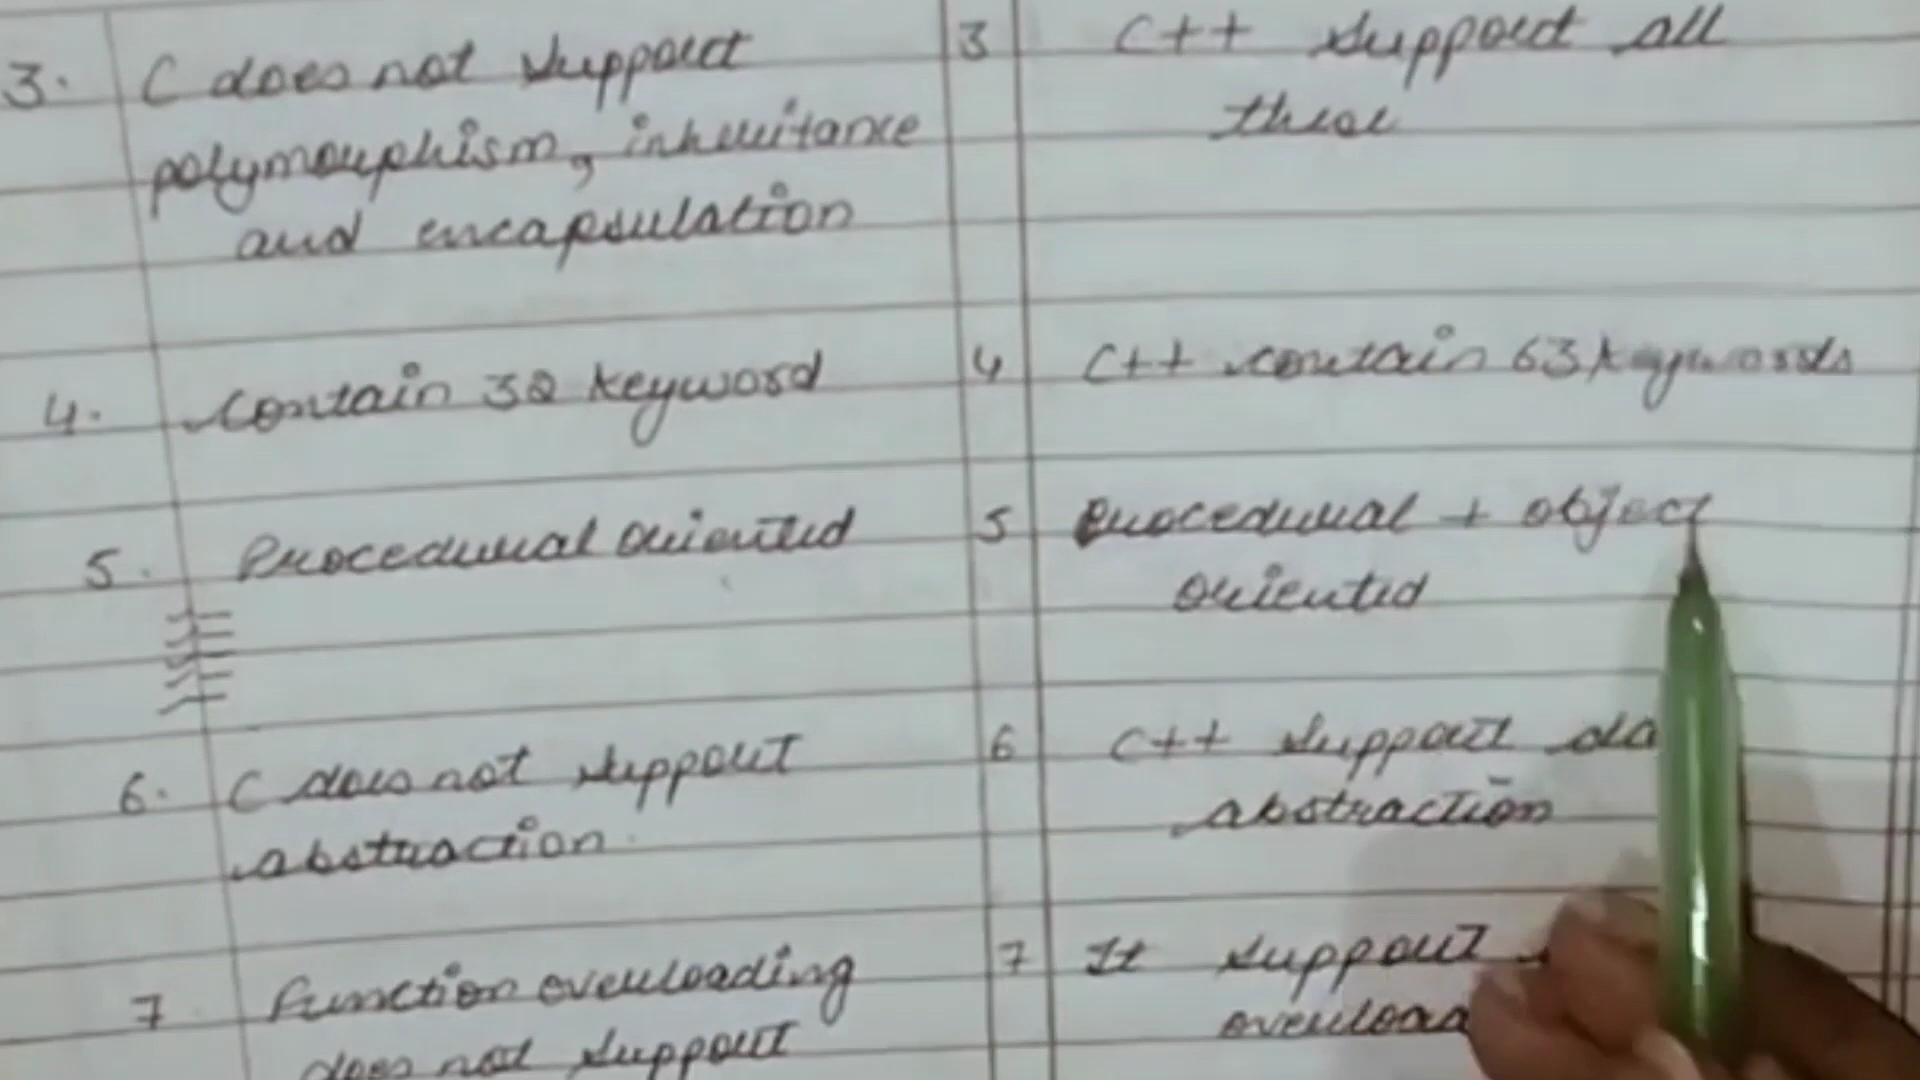 3. C does not support
polymorphism, inheritance
and encapsulation
3 C++ support all
these
4. contain 32 keyword
4 C++ contain 63 keywords
5. Procedural oriented
5 Procedural + object
oriented
6. C does not support
abstraction.
6 C++ support da
abstraction
7 Function overloading
does not support
7 It support
overload